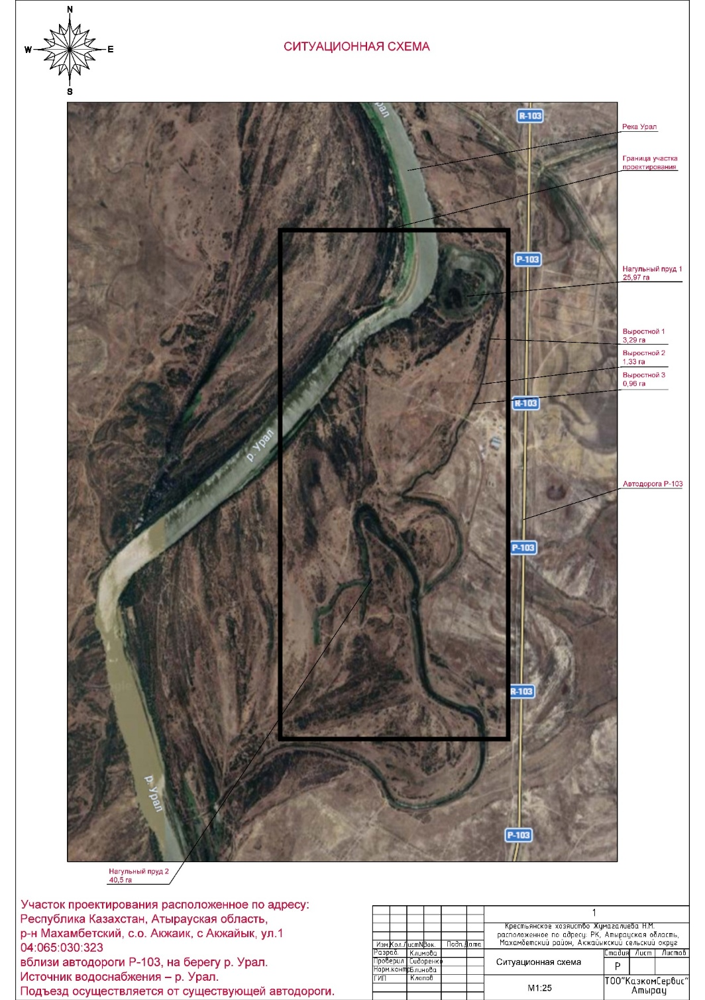 N
W
E
S
СИТУАЦИОННАЯ СХЕМА
рал
R-103
Река Урал
Граница участка
проектирования
P-103
Нагульный пруд 1
25,97 га
Выростной 1
3,29 га
Выростной 2
1,33 га
Выростной 3
0,96 га
R-103
р. Урал
Автодорога Р-103
P-103
R-103
р. Урал
P-103
Нагульный пруд 2
40,5 га
Участок проектирования расположенное по адресу:
Республика Казахстан, Атырауская область,
р-н Махамбетский, с.о. Акжаик, с Акжайык, ул.1
04:065:030:323
вблизи автодороги Р-103, на берегу р. Урал.
Источник водоснабжения – р. Урал.
Подъезд осуществляется от существующей автодороги.
1
Крестьянское хозяйство Жумагалиева Н.М.
расположенное по адресу: РК, Атырауская область,
Махамбетский район, Акжайыкский сельский округ
Изм. Кол. Лист №Док. Подп. Дата
Разраб. Климова
Проверил Сидоренко
Норм.контр Блинова
ГИП Клопов
Ситуационная схема
Стадия Лист Листов
Р
М1:25
ТОО"КазкомСервис"
Атырау